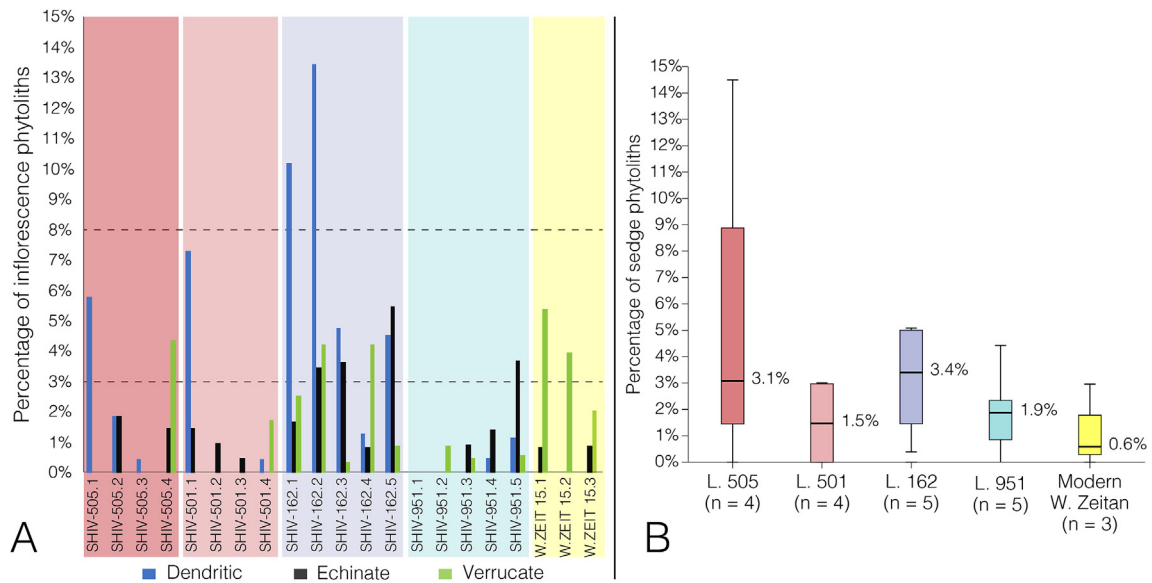 15%
14%
13%
12%
11%
10%
9%
8%
7%
6%
5%
4%
3%
2%
1%
0%
Percentage of inflorescence phytoliths
SHIV-505.1
SHIV-505.2
SHIV-505.3
SHIV-505.4
SHIV-501.1
SHIV-501.2
SHIV-501.3
SHIV-501.4
SHIV-162.1
SHIV-162.2
SHIV-162.3
SHIV-162.4
SHIV-162.5
SHIV-951.1
SHIV-951.2
SHIV-951.3
SHIV-951.4
SHIV-951.5
W.ZEIT 15.1
W.ZEIT 15.2
W.ZEIT 15.3
A
Dendritic Echinate Verrucate
15%
14%
13%
12%
11%
10%
9%
8%
7%
6%
5%
4%
3%
2%
1%
0%
Percentage of sedge phytoliths
3.1%
1.5%
3.4%
1.9%
0.6%
L. 505
(n = 4)
L. 501
(n = 4)
L. 162
(n = 5)
L. 951
(n = 5)
Modern
W. Zeitan
(n = 3)
B